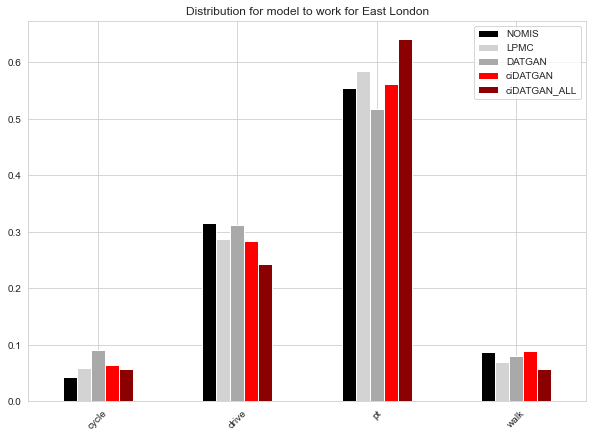 Distribution for model to work for East London
NOMIS
LPMC
DATGAN
ciDATGAN
ciDATGAN_ALL
0.6
0.5
0.4
0.3
0.2
0.1
0.0
cycle
drive
pt
walk